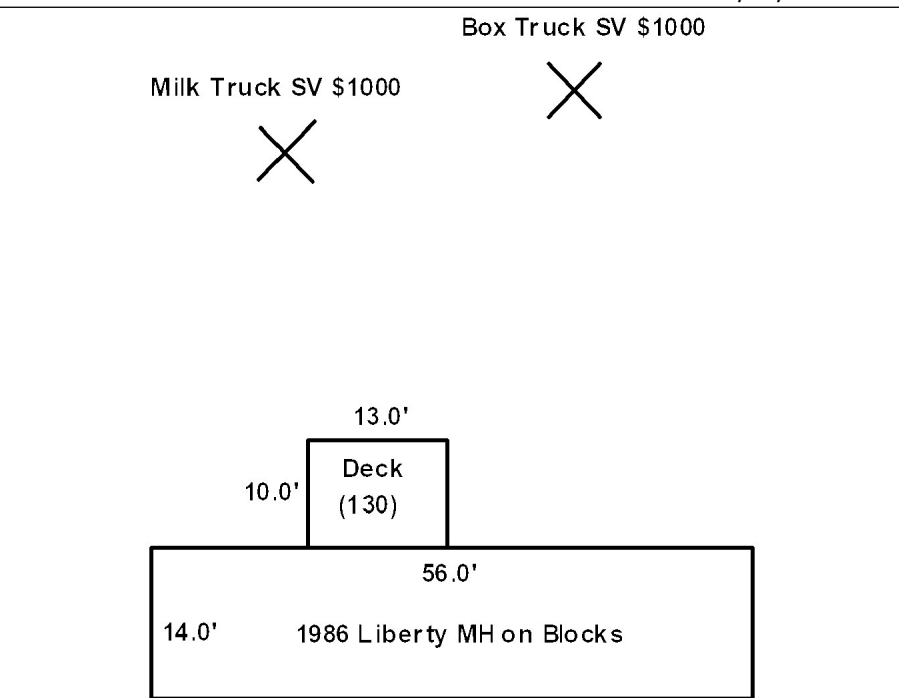 Box Truck SV $1000
Milk Truck SV $1000
13.0'
Deck
10.0'
(130)
56.0'
14.0'
1986 Liberty MH on Blocks